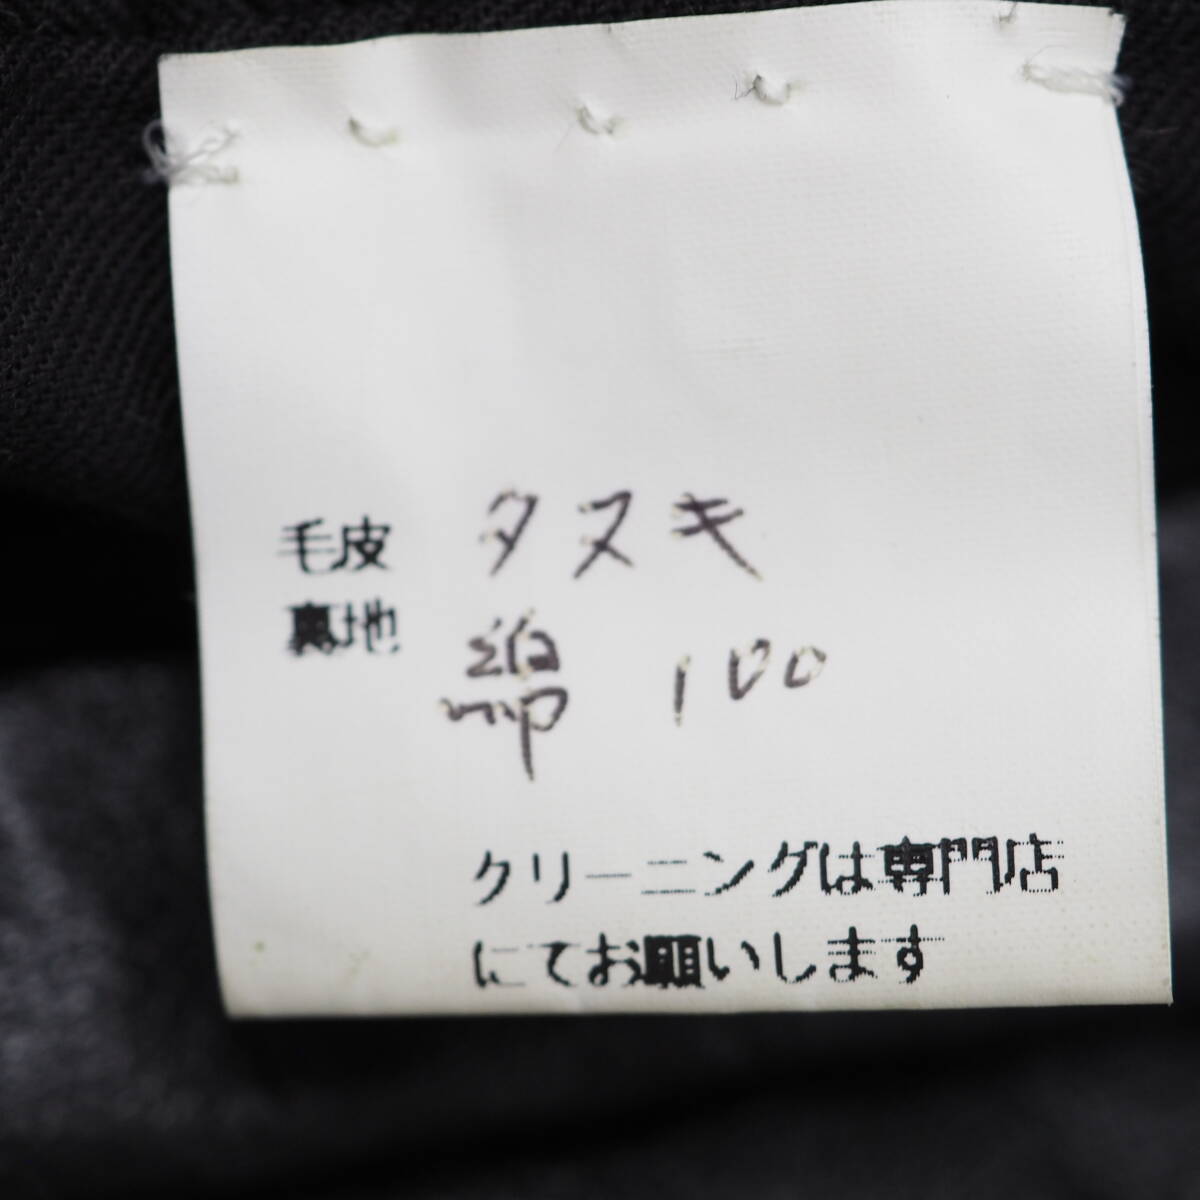 毛皮 タヌキ
裏地 綿 100
クリーニングは専門店
にてお願いします